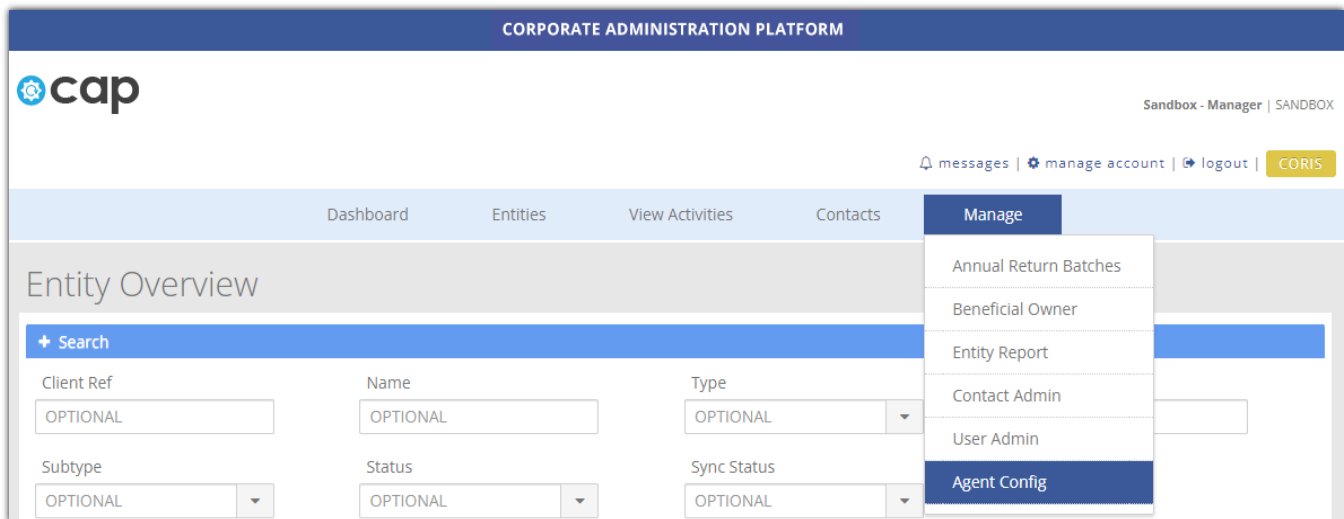 CORPORATE ADMINISTRATION PLATFORM
cap
Sandbox - Manager | SANDBOX
messages | manage account | logout | CORIS
Dashboard Entities View Activities Contacts Manage
Annual Return Batches
Beneficial Owner
Entity Report
Contact Admin
User Admin
Agent Config
Entity Overview
+ Search
Client Ref Name Type
OPTIONAL OPTIONAL OPTIONAL
Subtype Status Sync Status
OPTIONAL OPTIONAL OPTIONAL